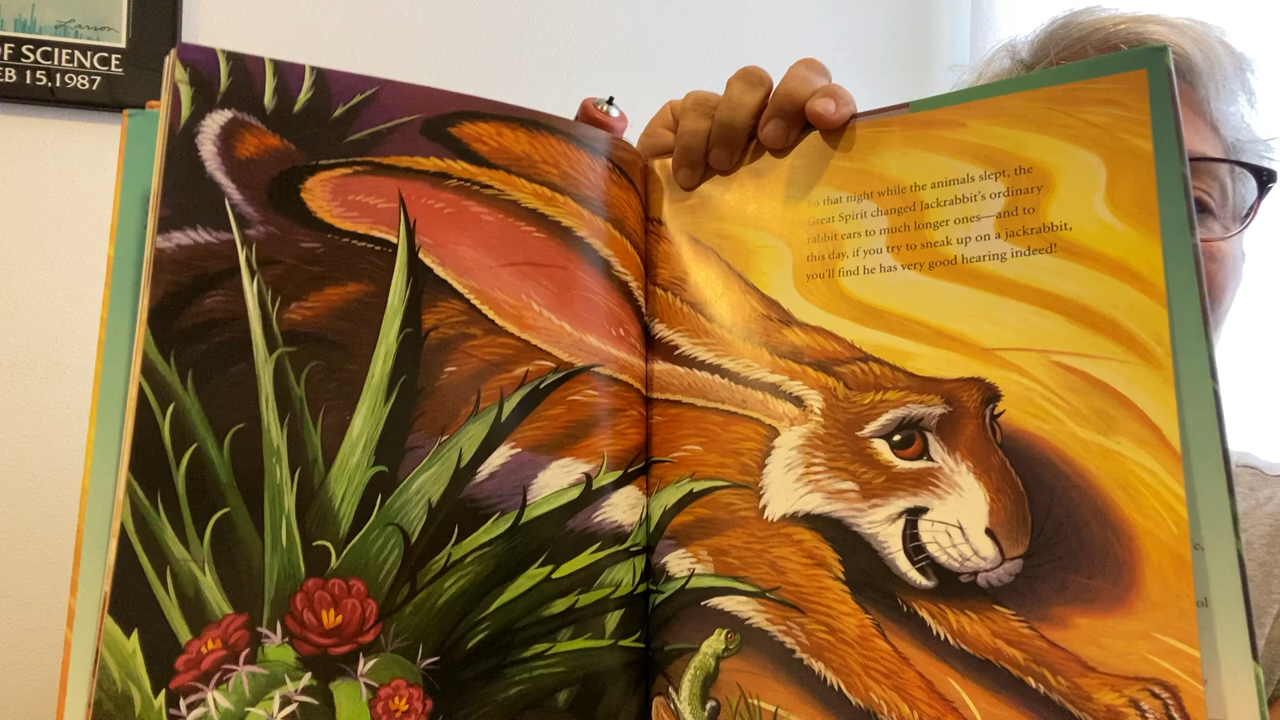 Larson
OF SCIENCE
EB 15,1987
So that night while the animals slept, the
Great Spirit changed Jackrabbit's ordinary
rabbit ears to much longer ones—and to
this day, if you try to sneak up on a jackrabbit,
you'll find he has very good hearing indeed!